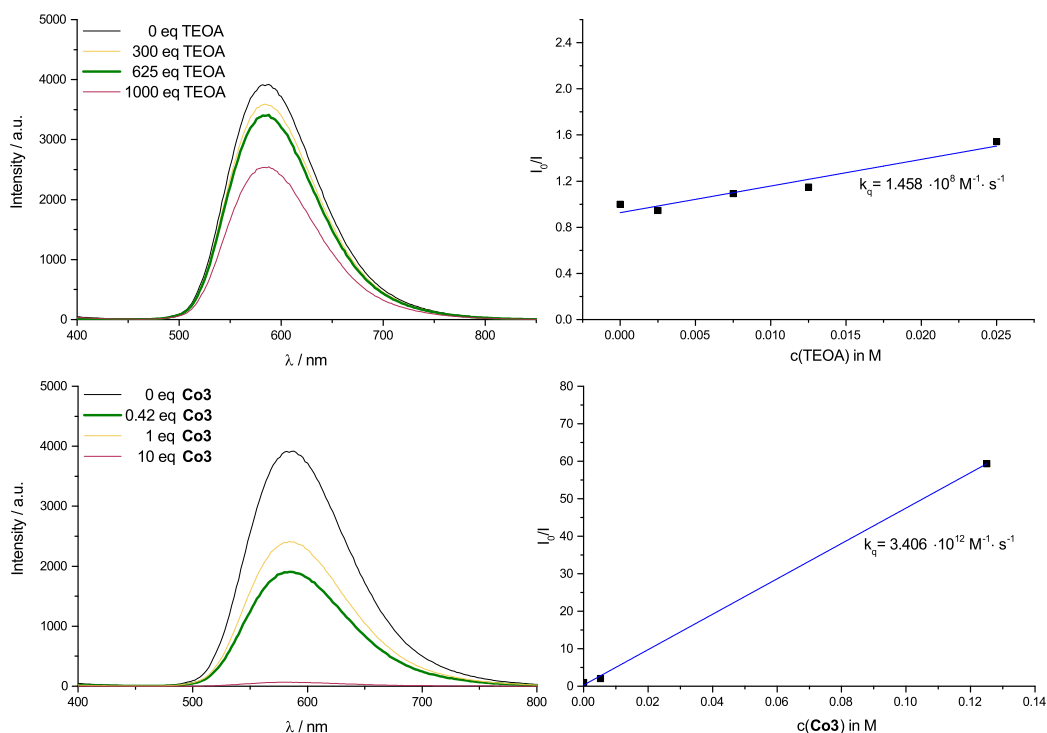 5000
4000
3000
2000
1000
0
400
500
600
700
800
Intensity / a.u.
λ / nm
0 eq TEOA
300 eq TEOA
625 eq TEOA
1000 eq TEOA
2.4
2.0
1.6
1.2
0.8
0.4
0.0
0.000
0.005
0.010
0.015
0.020
0.025
I₀/I
c(TEOA) in M
k_q= 1.458 ·10⁸ M⁻¹· s⁻¹
5000
4000
3000
2000
1000
0
400
500
600
700
800
Intensity / a.u.
λ / nm
0 eq Co3
0.42 eq Co3
1 eq Co3
10 eq Co3
80
70
60
50
40
30
20
10
0
0.00
0.02
0.04
0.06
0.08
0.10
0.12
0.14
I₀/I
c(Co3) in M
k_q= 3.406 ·10¹² M⁻¹· s⁻¹